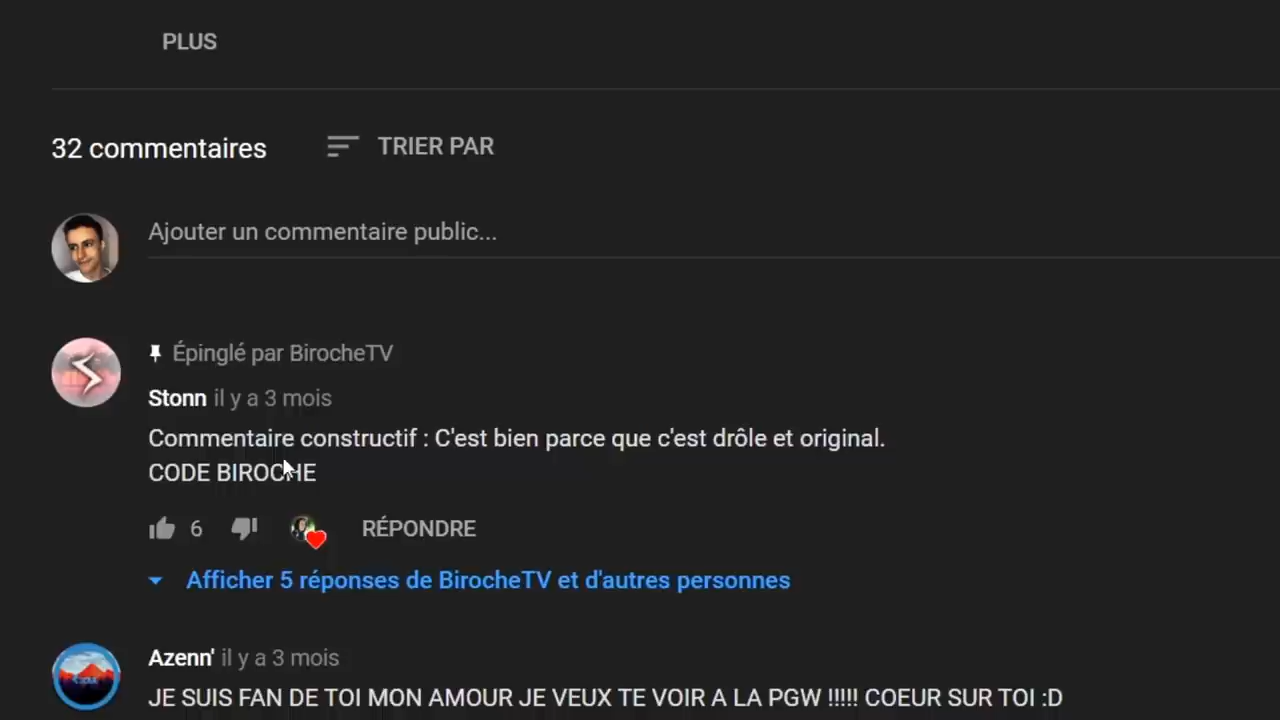 PLUS
32 commentaires
TRIER PAR
Ajouter un commentaire public...
Épinglé par BirocheTV
Stonn il y a 3 mois
Commentaire constructif : C'est bien parce que c'est drôle et original.
CODE BIROCHE
6
RÉPONDRE
Afficher 5 réponses de BirocheTV et d'autres personnes
Azenn' il y a 3 mois
JE SUIS FAN DE TOI MON AMOUR JE VEUX TE VOIR A LA PGW !!!!! COEUR SUR TOI :D